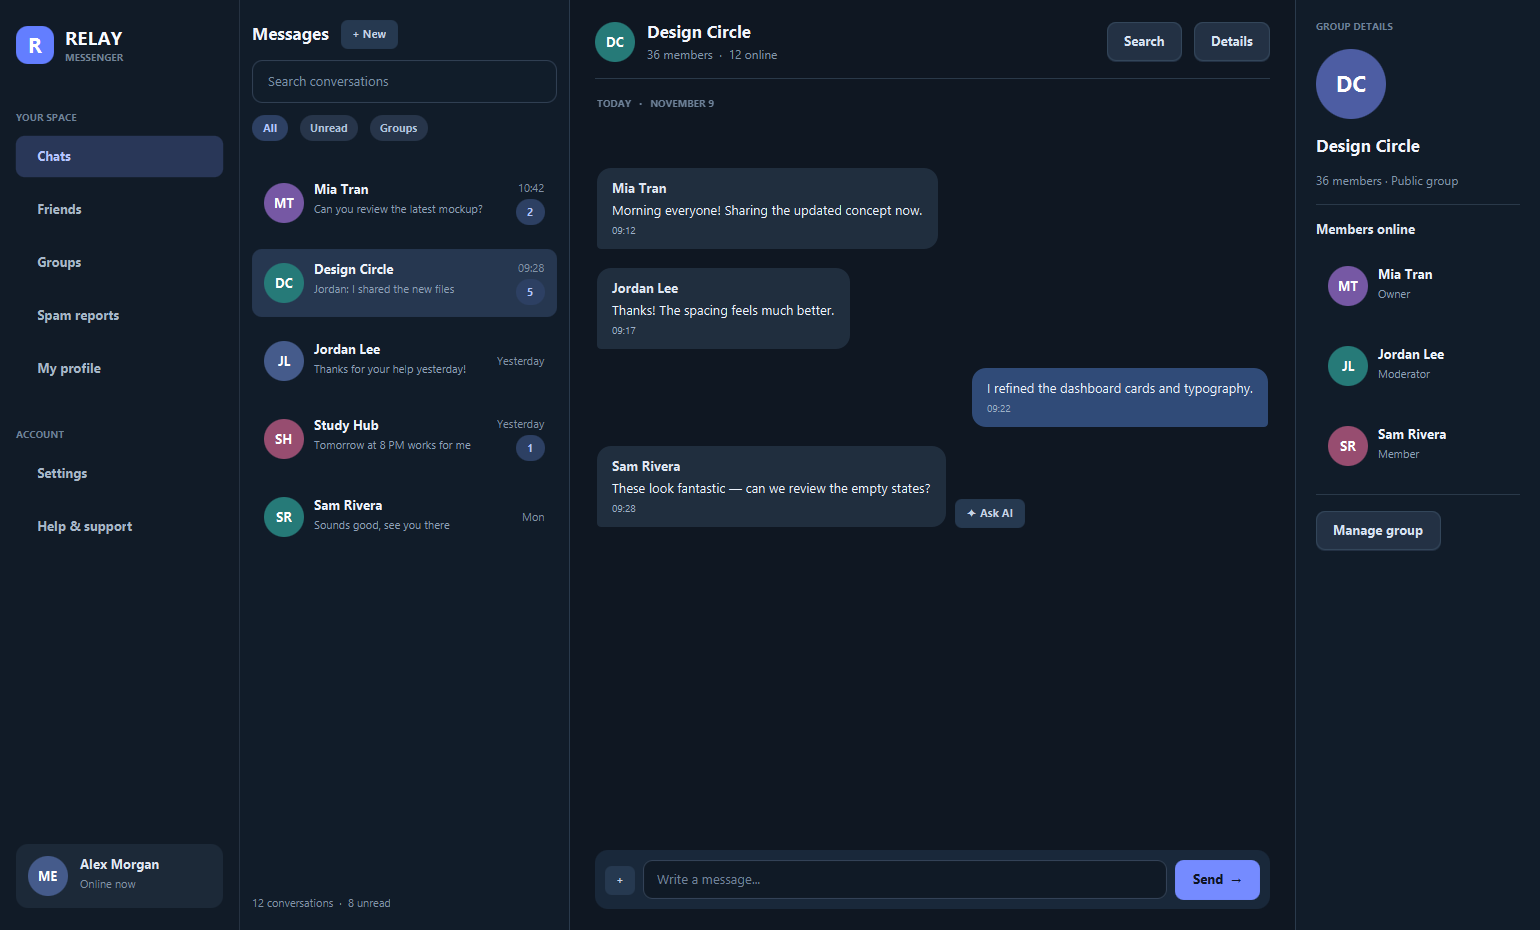 R
RELAY
MESSENGER
YOUR SPACE
Chats
Friends
Groups
Spam reports
My profile
ACCOUNT
Settings
Help & support
ME
Alex Morgan
Online now
Messages
+ New
Search conversations
All Unread Groups
MT
Mia Tran 10:42
Can you review the latest mockup? 2
DC
Design Circle 09:28
Jordan: I shared the new files 5
JL
Jordan Lee
Thanks for your help yesterday! Yesterday
SH
Study Hub Yesterday
Tomorrow at 8 PM works for me 1
SR
Sam Rivera
Sounds good, see you there Mon
12 conversations · 8 unread
DC
Design Circle
36 members · 12 online
Search Details
TODAY · NOVEMBER 9
Mia Tran
Morning everyone! Sharing the updated concept now.
09:12
Jordan Lee
Thanks! The spacing feels much better.
09:17
I refined the dashboard cards and typography.
09:22
Sam Rivera
These look fantastic — can we review the empty states?
09:28
✦ Ask AI
+ Write a message... Send →
GROUP DETAILS
DC
Design Circle
36 members · Public group
Members online
MT
Mia Tran
Owner
JL
Jordan Lee
Moderator
SR
Sam Rivera
Member
Manage group